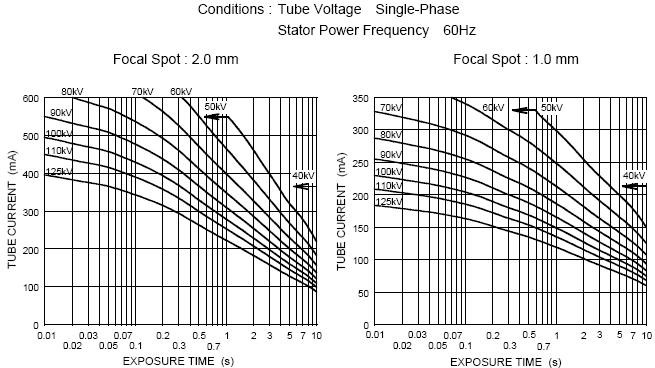 Conditions : Tube Voltage Single-Phase
Stator Power Frequency 60Hz
Focal Spot : 2.0 mm
80kV 70kV 60kV
600
90kV
50kV
500
100kV
110kV
400
125kV
40kV
300
200
100
0
TUBE CURRENT (mA)
0.01 0.03 0.05 0.1 0.3 0.5 1 2 3 5 7 10
0.02 0.07 0.2 0.7
EXPOSURE TIME (s)
Focal Spot : 1.0 mm
350
70kV 60kV 50kV
300
80kV
90kV
250
100kV
110kV
40kV
200
125kV
150
100
50
0
TUBE CURRENT (mA)
0.01 0.03 0.07 0.2 0.5 1 2 3 5 7 10
0.02 0.05 0.1 0.3 0.7
EXPOSURE TIME (s)